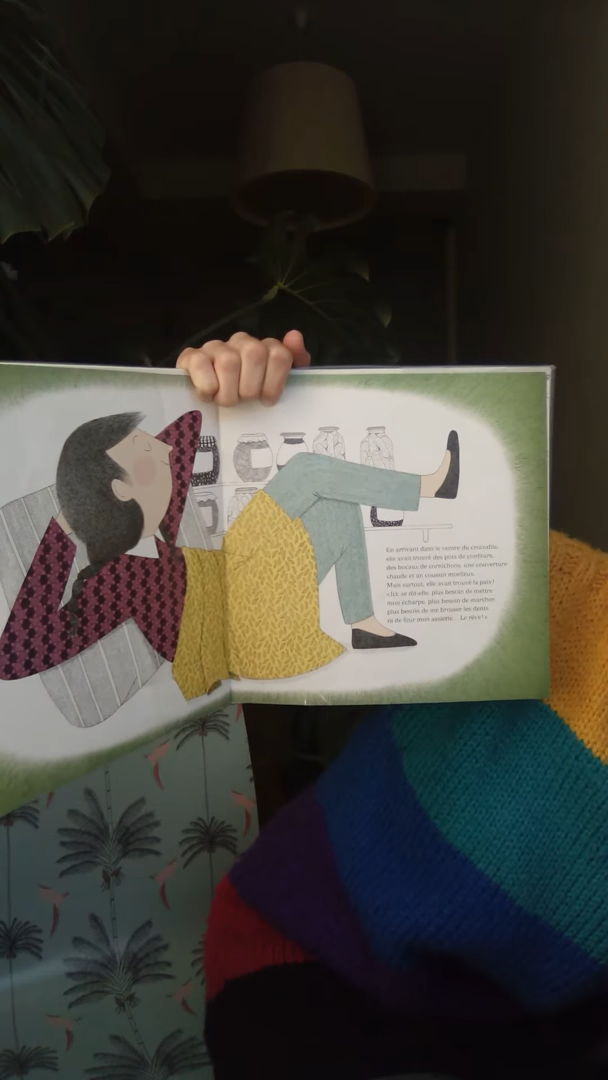 En arrivant dans le ventre du crocodile,
elle avait trouvé des pots de confiture,
des bocaux de cornichons, une couverture
chaude et un coussin moelleux.
Mais surtout, elle avait trouvé la paix !
« Ici, se dit-elle, plus besoin de mettre
mon écharpe, plus besoin de marcher,
plus besoin de me brosser les dents
ni de finir mon assiette... Le rêve ! »